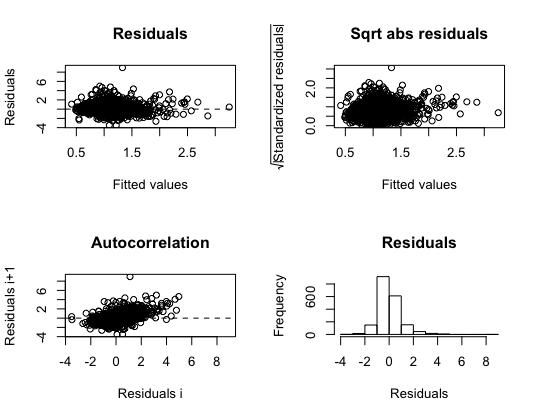 Residuals
Residuals
6
2
-4
0.5
1.5
2.5
Fitted values
Sqrt abs residuals
√|Standardized residuals|
2.0
0.0
0.5
1.5
2.5
Fitted values
Autocorrelation
Residuals i+1
6
2
-4
-4 -2 0 2 4 6 8
Residuals i
Residuals
Frequency
600
0
-4 -2 0 2 4 6 8
Residuals